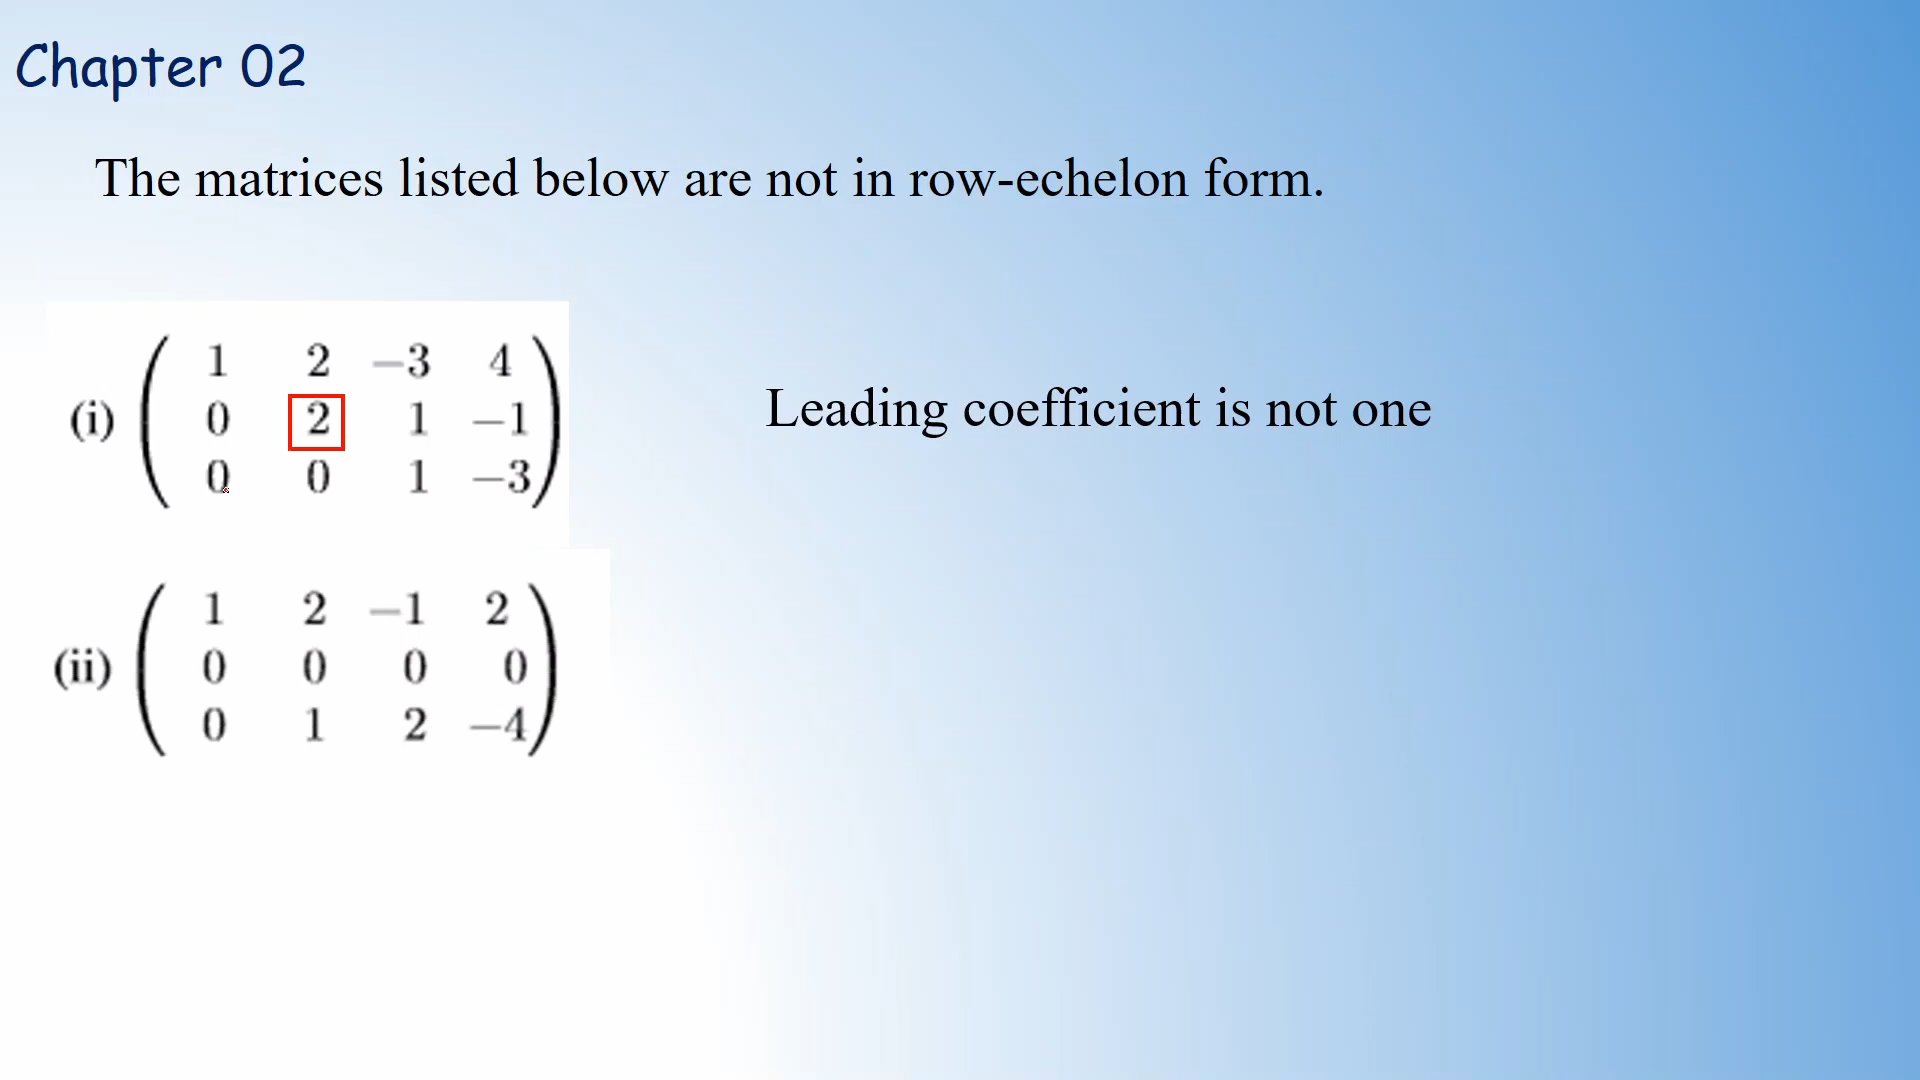 Chapter 02
The matrices listed below are not in row-echelon form.
1 2 −3 4
(i) 0 2 1 −1
0 0 1 −3
Leading coefficient is not one
1 2 −1 2
(ii) 0 0 0 0
0 1 2 −4